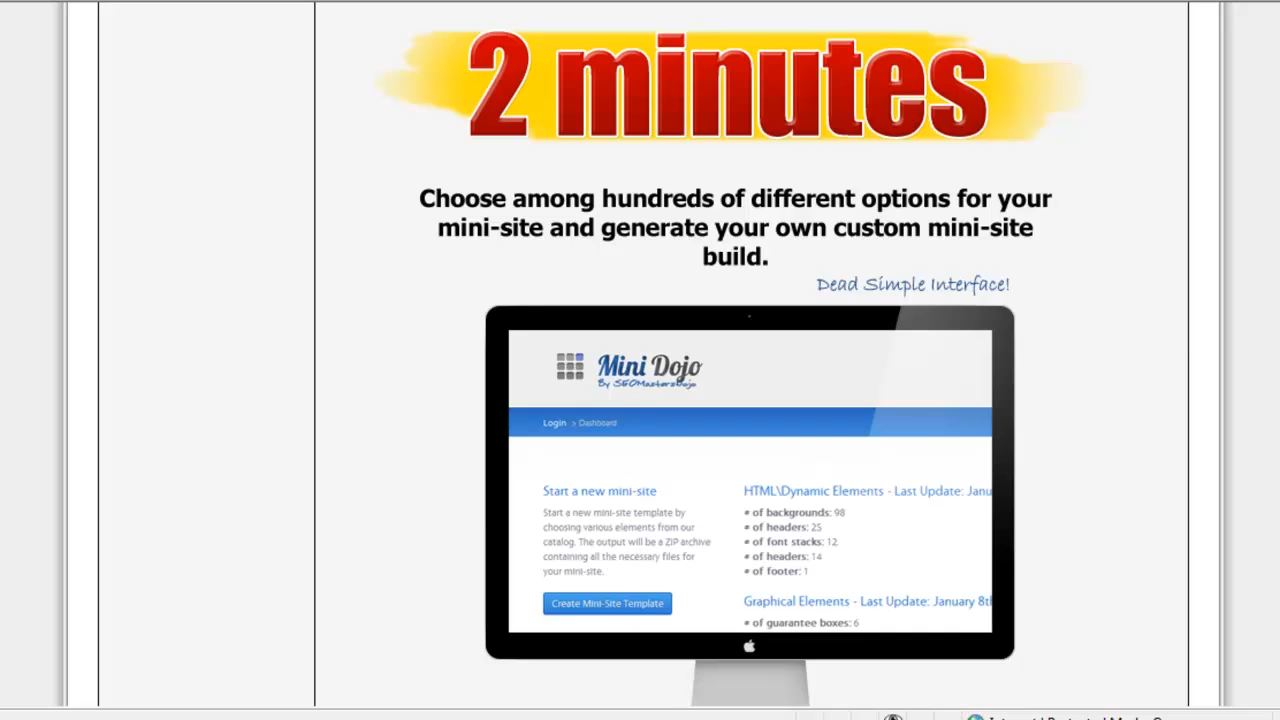 2 minutes
Choose among hundreds of different options for your
mini-site and generate your own custom mini-site
build.
Dead Simple Interface!
Mini Dojo
By SEOMastersDojo
Login > Dashboard
Start a new mini-site
Start a new mini-site template by
choosing various elements from our
catalog. The output will be a ZIP archive
containing all the necessary files for
your mini-site.
Create Mini-Site Template
HTML\Dynamic Elements - Last Update: Janu
# of backgrounds: 98
# of headers: 25
# of font stacks: 12
# of headers: 14
# of footer: 1
Graphical Elements - Last Update: January 8th
# of guarantee boxes: 6